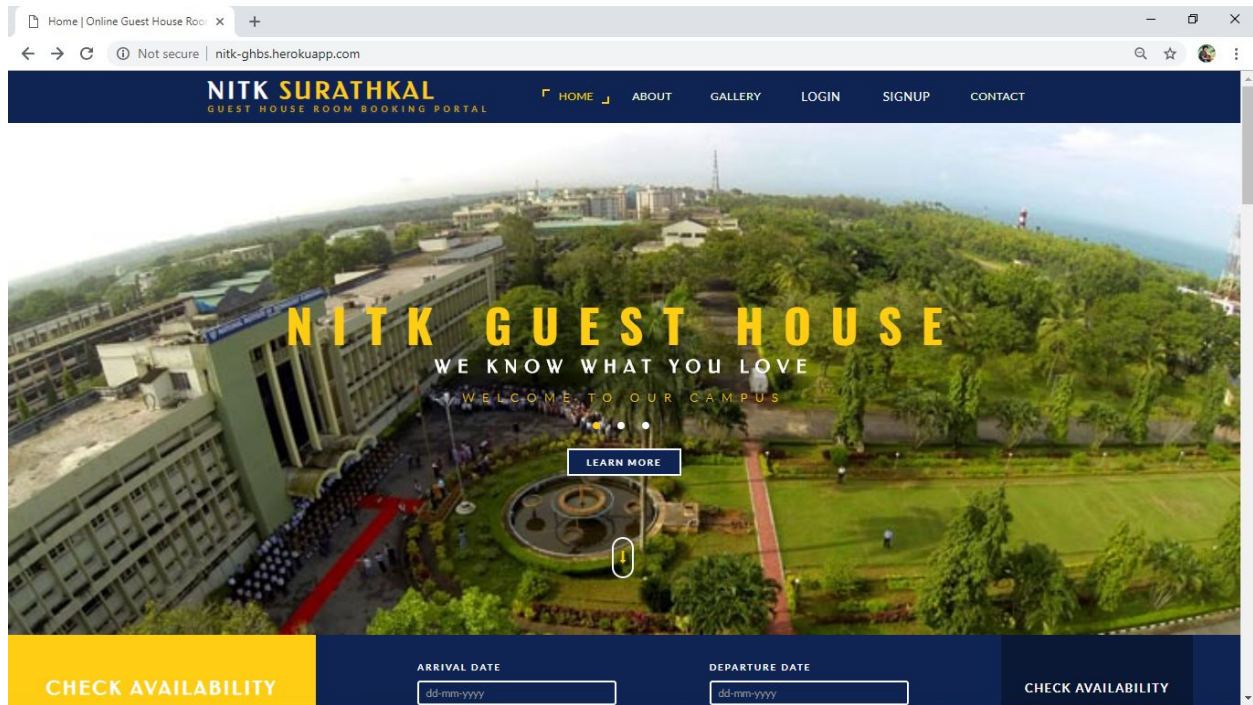 Home | Online Guest House Roo
Not secure | nitk-ghbs.herokuapp.com
NITK SURATHKAL
GUEST HOUSE ROOM BOOKING PORTAL
HOME ABOUT GALLERY LOGIN SIGNUP CONTACT
NITK GUEST HOUSE
WE KNOW WHAT YOU LOVE
WELCOME TO OUR CAMPUS
LEARN MORE
CHECK AVAILABILITY
ARRIVAL DATE
dd-mm-yyyy
DEPARTURE DATE
dd-mm-yyyy
CHECK AVAILABILITY